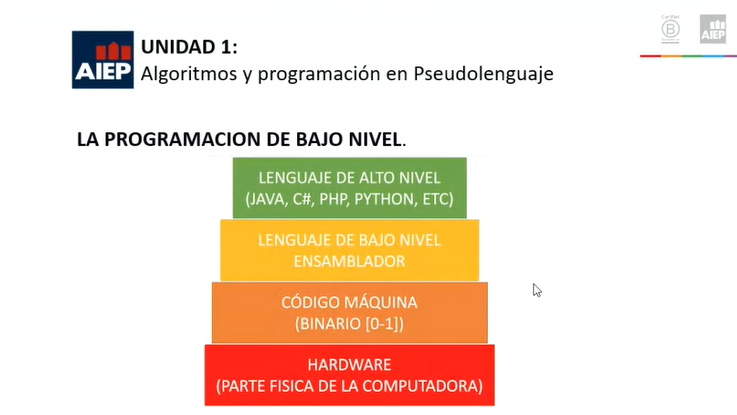 Certified
B
AIEP
AIEP
UNIDAD 1:
Algoritmos y programación en Pseudolenguaje
LA PROGRAMACION DE BAJO NIVEL.
LENGUAJE DE ALTO NIVEL
(JAVA, C#, PHP, PYTHON, ETC)
LENGUAJE DE BAJO NIVEL
ENSAMBLADOR
CÓDIGO MÁQUINA
(BINARIO [0-1])
HARDWARE
(PARTE FISICA DE LA COMPUTADORA)